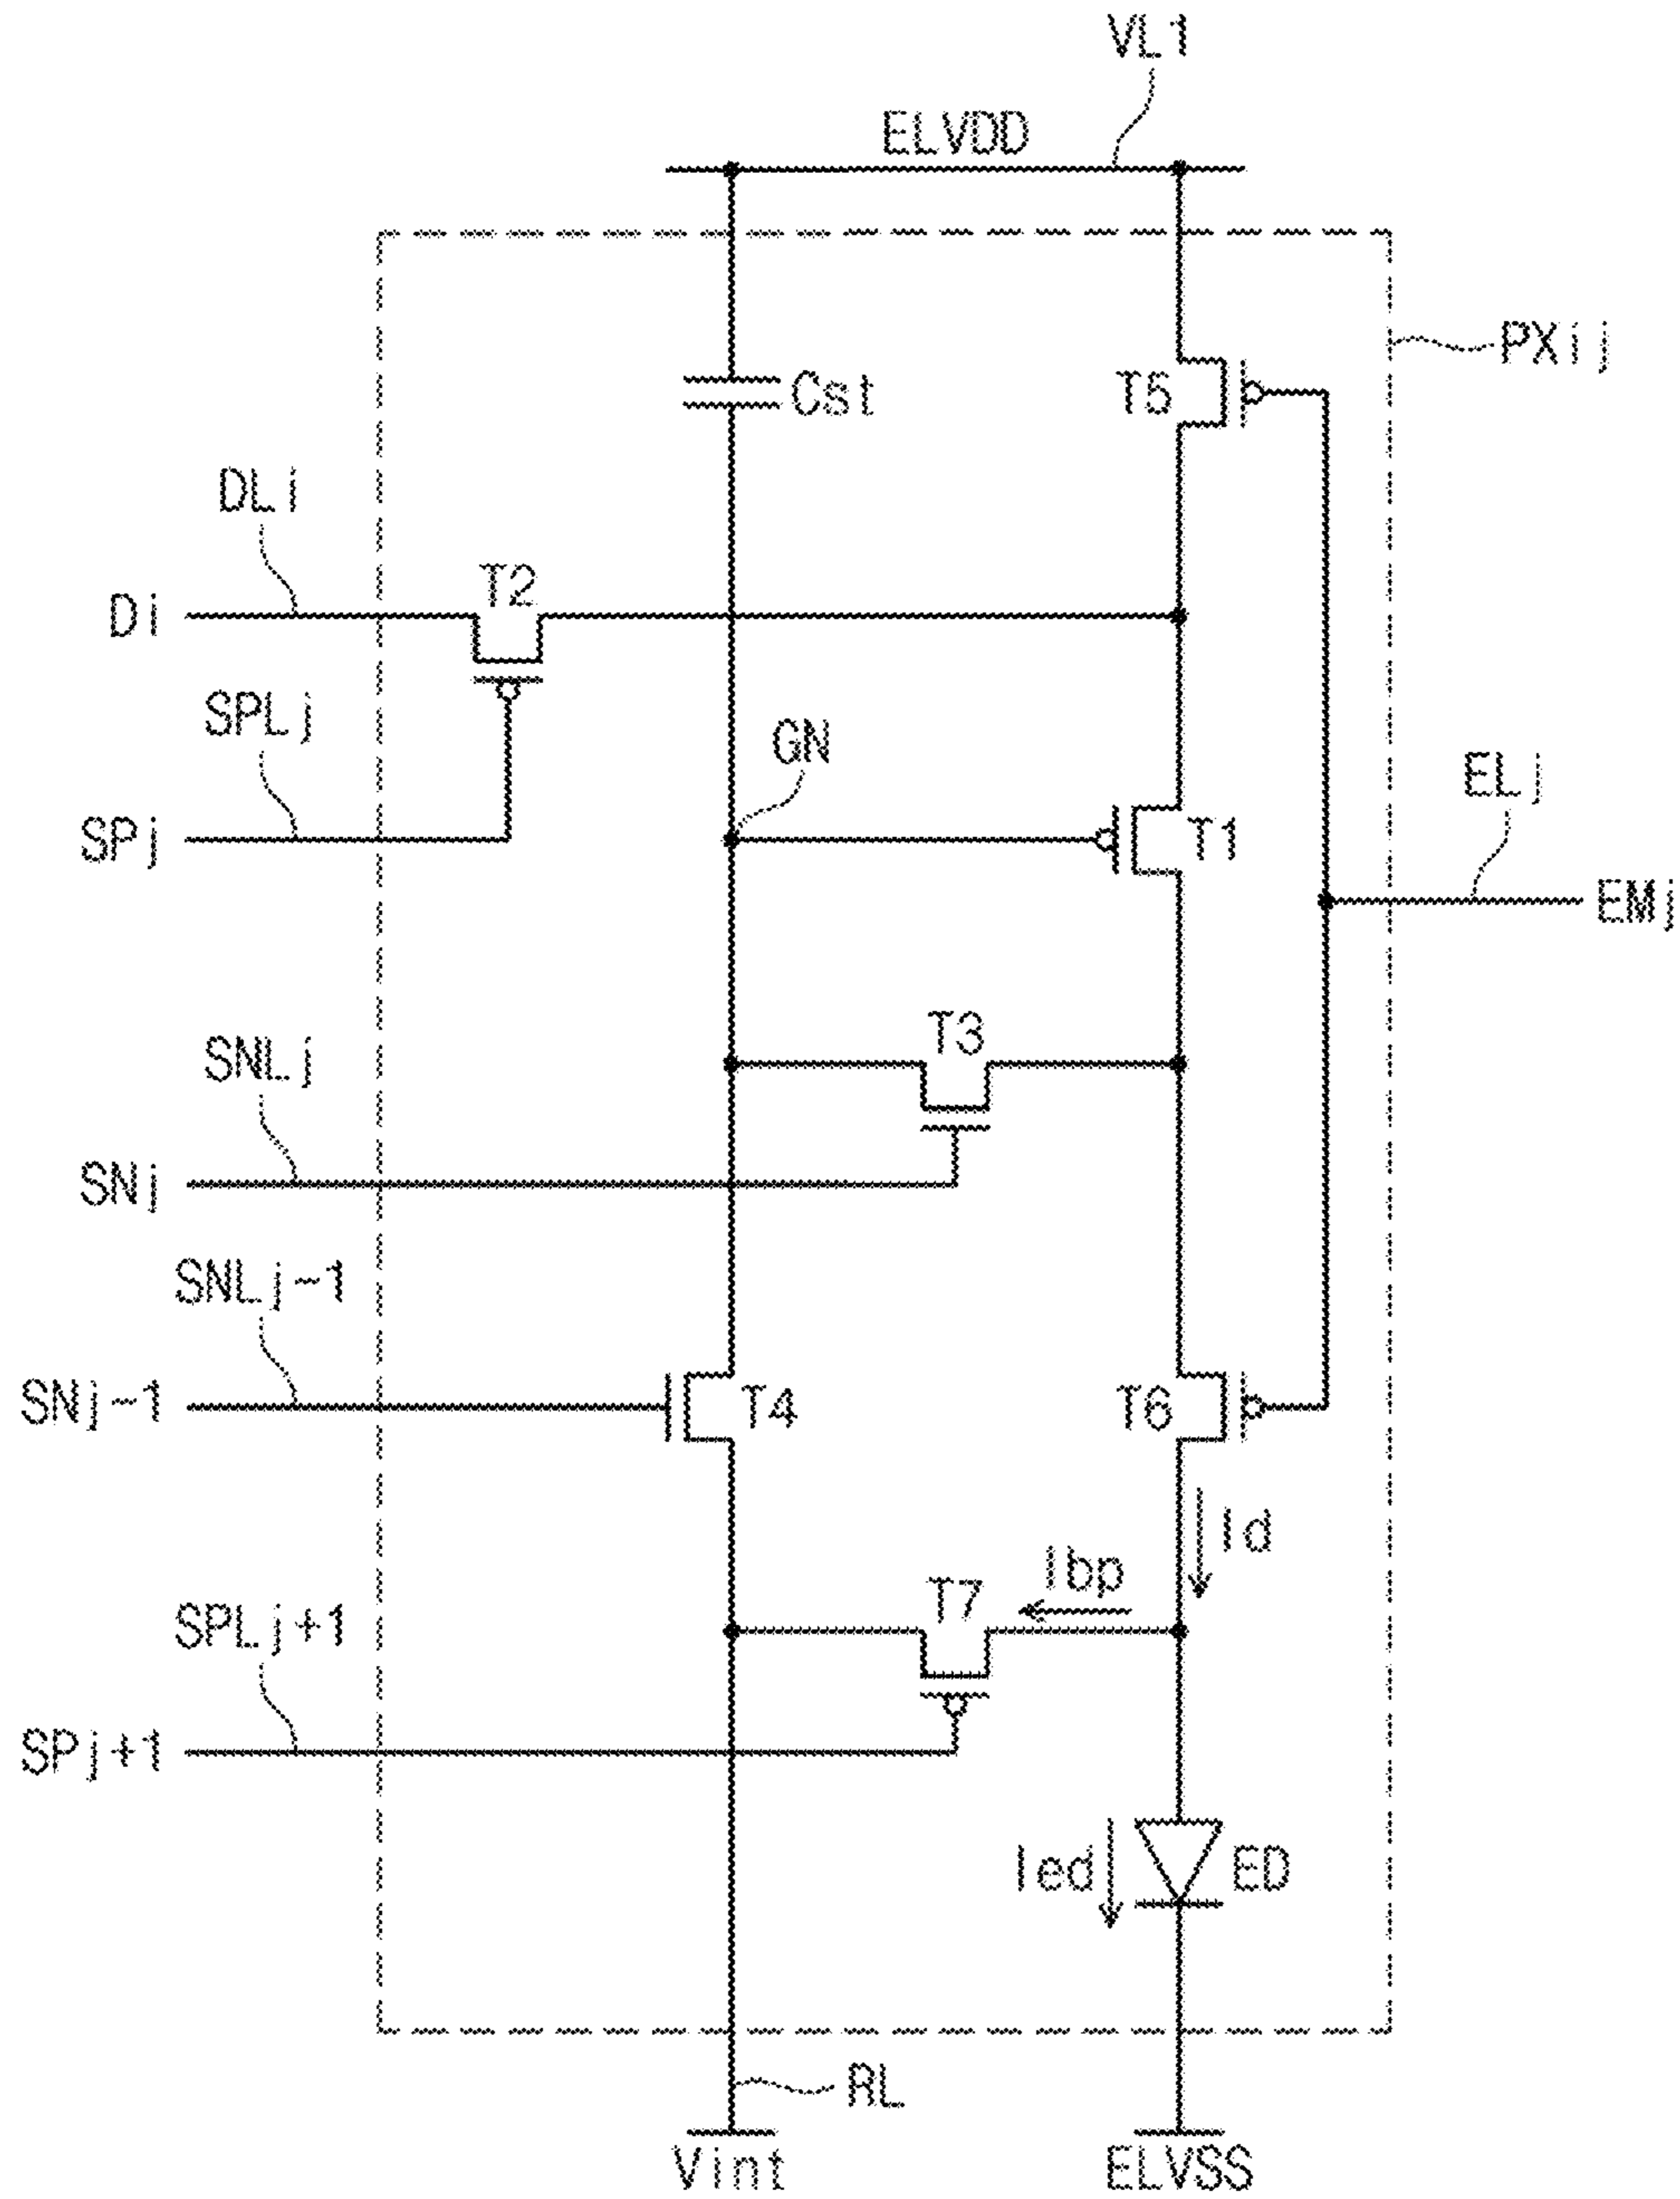 VL1
ELVDD
PXij
T5
Cst
DLi
T2
Di
SPLj
GN
ELj
SPj
T1
EMj
T3
SNLj
SNj
SNLj-1
SNj-1
T4
T6
Id
Ibp
T7
SPLj+1
SPj+1
Ied
ED
RL
Vint
ELVSS